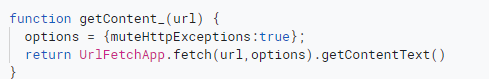 function getContent_(url) {
  options = {muteHttpExceptions:true};
  return UrlFetchApp.fetch(url,options).getContentText()
}